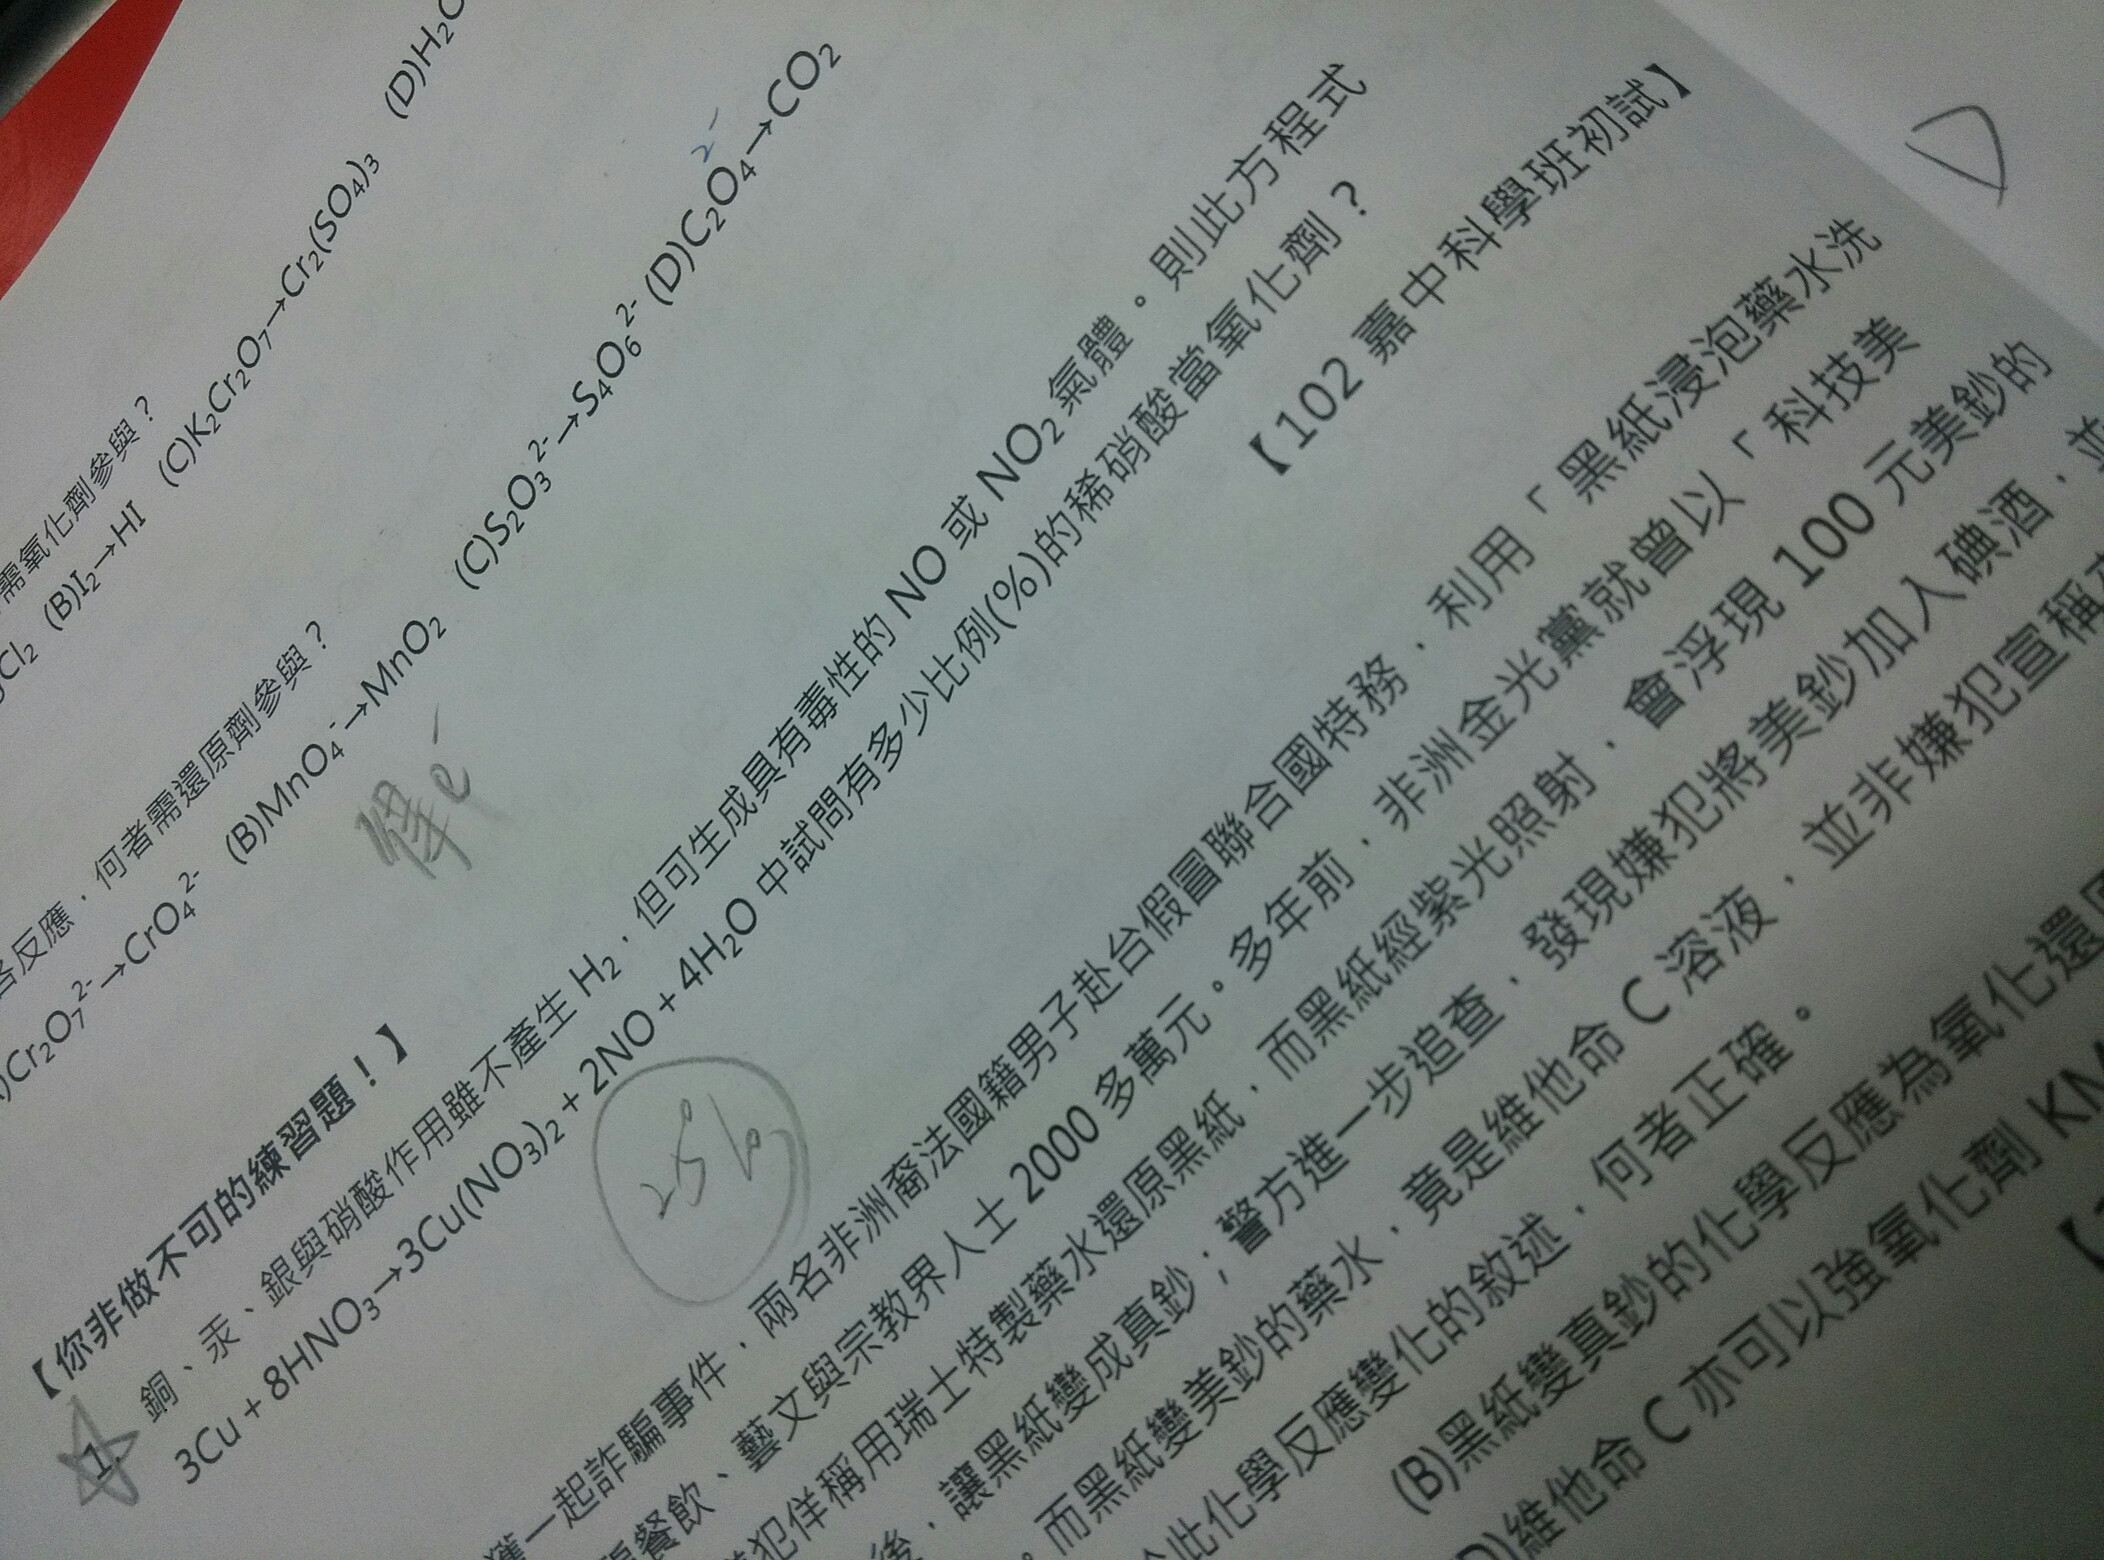 需氧化劑參與？
Cl₂ (B)I₂→HI (C)K₂Cr₂O₇→Cr₂(SO₄)₃ (D)H₂
各反應，何者需還原劑參與？
)Cr₂O₇²⁻→CrO₄²⁻ (B)MnO₄⁻→MnO₂ (C)S₂O₃²⁻→S₄O₆²⁻ (D)C₂O₄²⁻→CO₂
得e⁻
【你非做不可的練習題！】
1. 銅、汞、銀與硝酸作用雖不產生 H₂，但可生成具有毒性的 NO 或 NO₂ 氣體。則此方程式
3Cu + 8HNO₃→3Cu(NO₃)₂ + 2NO + 4H₂O 中試問有多少比例(%)的稀硝酸當氧化劑？
【102 嘉中科學班初試】
25%
D
獲一起詐騙事件，兩名非洲裔法國籍男子赴台假冒聯合國特務，利用「黑紙浸泡藥水洗
餐飲、藝文與宗教界人士 2000 多萬元。多年前，非洲金光黨就曾以「科技美
犯佯稱用瑞士特製藥水還原黑紙，而黑紙經紫光照射，會浮現 100 元美鈔的
後，讓黑紙變成真鈔；警方進一步追查，發現嫌犯將美鈔加入碘酒，並
。而黑紙變美鈔的藥水，竟是維他命 C 溶液，並非嫌犯宣稱
此化學反應變化的敘述，何者正確。
(B)黑紙變真鈔的化學反應為氧化還
D)維他命 C 亦可以強氧化劑 KM
【